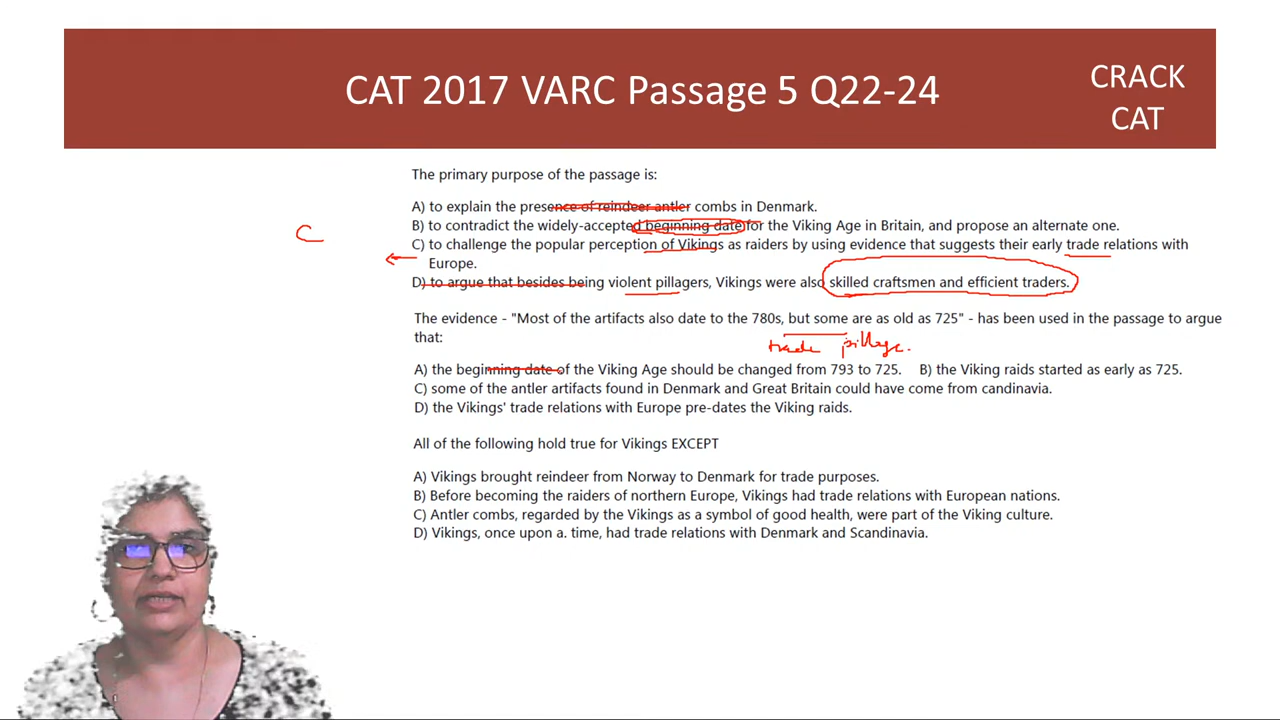 CAT 2017 VARC Passage 5 Q22-24
CRACK
CAT
The primary purpose of the passage is:
A) to explain the presence of reindeer antler combs in Denmark.
B) to contradict the widely-accepted beginning date for the Viking Age in Britain, and propose an alternate one.
C) to challenge the popular perception of Vikings as raiders by using evidence that suggests their early trade relations with
Europe.
D) to argue that besides being violent pillagers, Vikings were also skilled craftsmen and efficient traders.
C
The evidence - "Most of the artifacts also date to the 780s, but some are as old as 725" - has been used in the passage to argue
that:
trade pillage.
A) the beginning date of the Viking Age should be changed from 793 to 725. B) the Viking raids started as early as 725.
C) some of the antler artifacts found in Denmark and Great Britain could have come from candinavia.
D) the Vikings' trade relations with Europe pre-dates the Viking raids.
All of the following hold true for Vikings EXCEPT
A) Vikings brought reindeer from Norway to Denmark for trade purposes.
B) Before becoming the raiders of northern Europe, Vikings had trade relations with European nations.
C) Antler combs, regarded by the Vikings as a symbol of good health, were part of the Viking culture.
D) Vikings, once upon a. time, had trade relations with Denmark and Scandinavia.